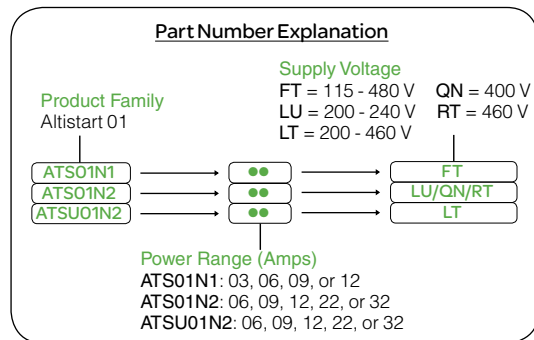 Part Number Explanation
Supply Voltage
FT = 115 - 480 V QN = 400 V
LU = 200 - 240 V RT = 460 V
LT = 200 - 460 V
Product Family
Altistart 01
ATS01N1 ●● FT
ATS01N2 ●● LU/QN/RT
ATSU01N2 ●● LT
Power Range (Amps)
ATS01N1: 03, 06, 09, or 12
ATS01N2: 06, 09, 12, 22, or 32
ATSU01N2: 06, 09, 12, 22, or 32